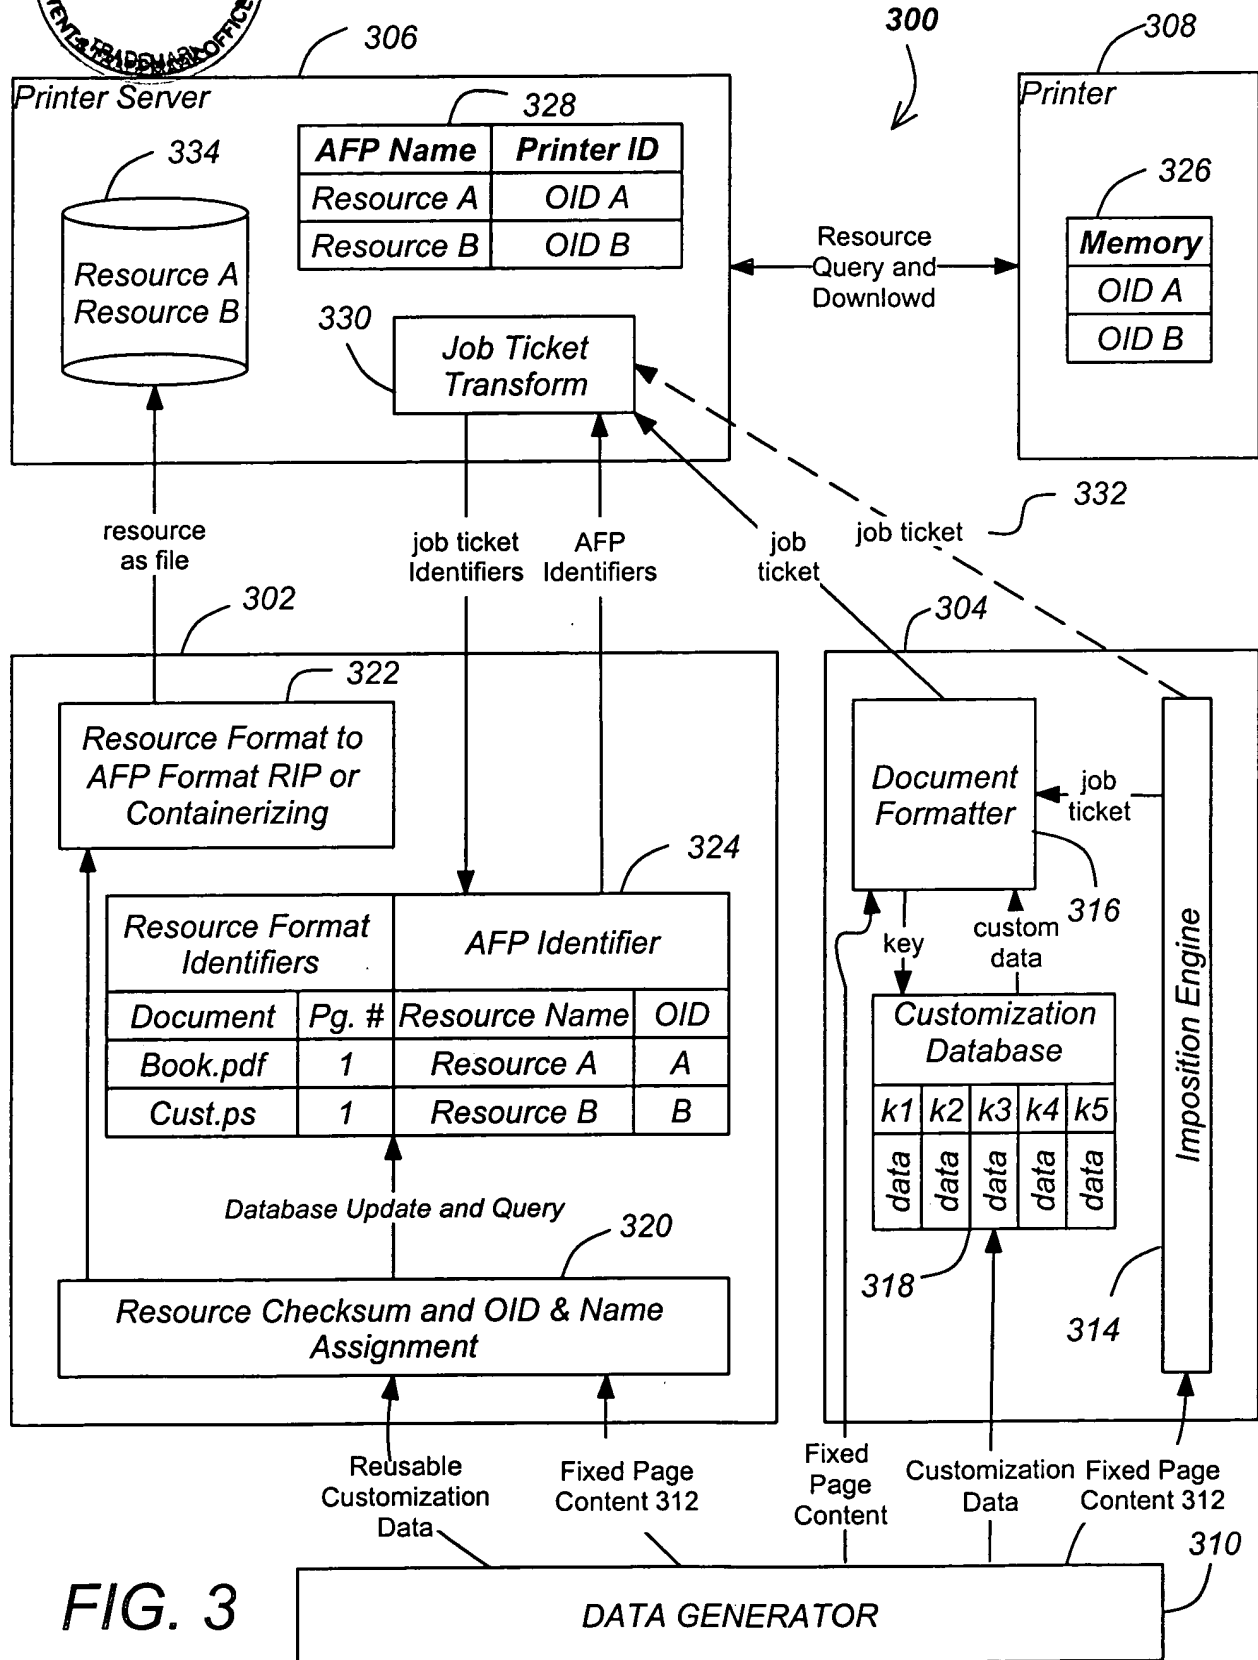 ENT & TRADEMARK OFFICE
300
306
308
Printer Server
Printer
328
334
326
AFP Name Printer ID
Resource A OID A
Resource B OID B
Resource A
Resource B
Memory
OID A
OID B
Resource
Query and
Downlowd
330
Job Ticket
Transform
332
resource
as file
job ticket
Identifiers
AFP
Identifiers
job
ticket
job ticket
302
304
322
Resource Format to
AFP Format RIP or
Containerizing
Document
Formatter
job
ticket
316
324
Resource Format
Identifiers
AFP Identifier
Document Pg. # Resource Name OID
Book.pdf 1 Resource A A
Cust.ps 1 Resource B B
key
custom
data
Customization
Database
k1 k2 k3 k4 k5
data data data data data
318
Imposition Engine
314
Database Update and Query
320
Resource Checksum and OID & Name
Assignment
Reusable
Customization
Data
Fixed Page
Content 312
Fixed
Page
Content
Customization
Data
Fixed Page
Content 312
310
DATA GENERATOR
FIG. 3